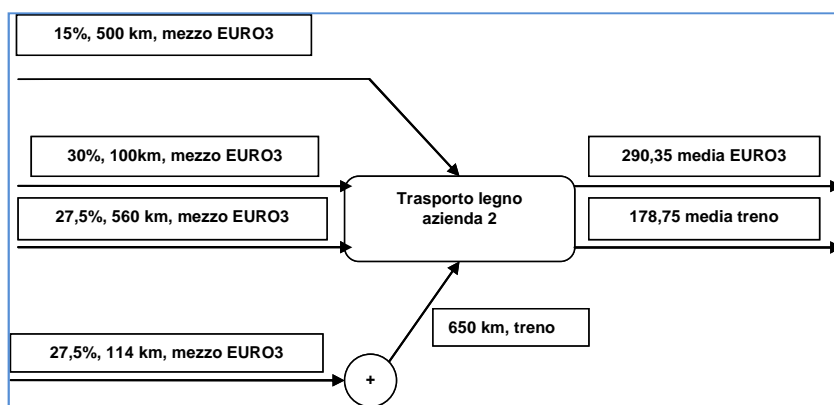 15%, 500 km, mezzo EURO3
30%, 100km, mezzo EURO3
290,35 media EURO3
Trasporto legno
azienda 2
27,5%, 560 km, mezzo EURO3
178,75 media treno
650 km, treno
27,5%, 114 km, mezzo EURO3
+